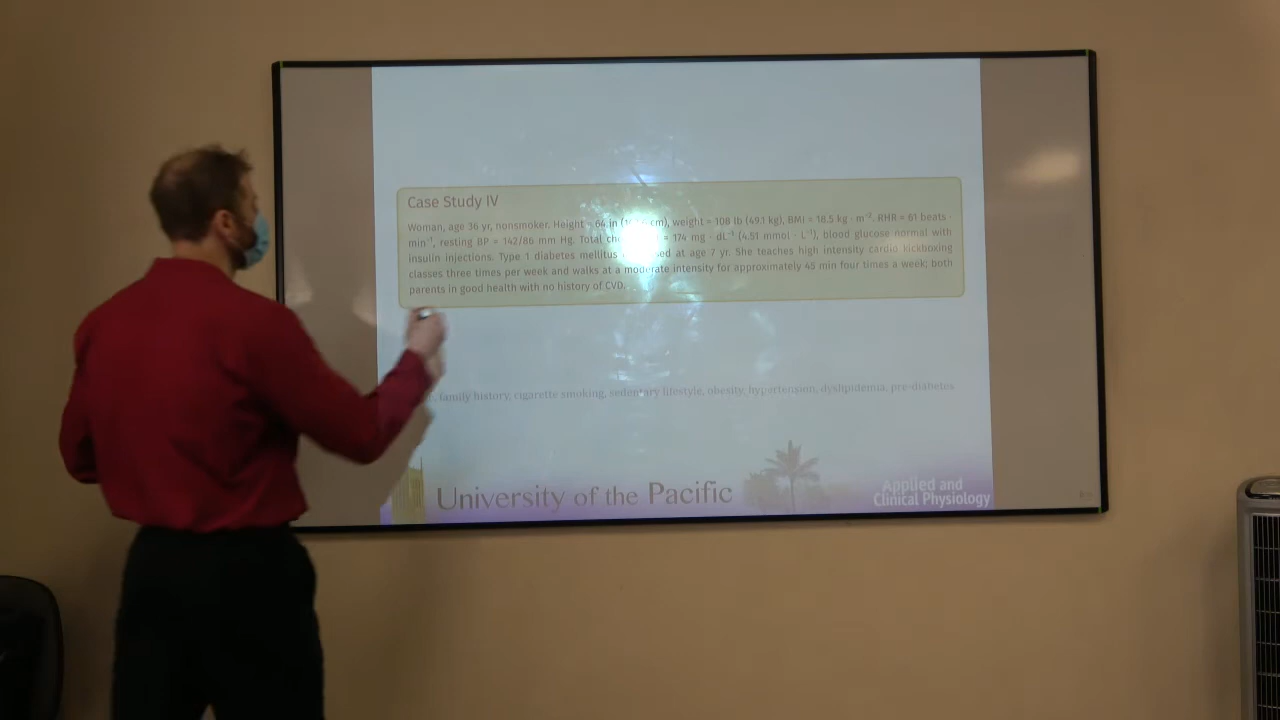 Case Study IV
Woman, age 36 yr, nonsmoker. Height = 64 in ( cm), weight = 108 lb (49.1 kg), BMI = 18.5 kg · m⁻². RHR = 61 beats ·
min⁻¹, resting BP = 142/86 mm Hg. Total = 174 mg · dL⁻¹ (4.51 mmol · L⁻¹), blood glucose normal with
insulin injections. Type 1 diabetes mellitus at age 7 yr. She teaches high intensity cardio kickboxing
classes three times per week and walks at a moderate intensity for approximately 45 min four times a week; both
parents in good health with no history of CVD.
, family history, cigarette smoking, sedentary lifestyle, obesity, hypertension, dyslipidemia, pre-diabetes
University of the Pacific
Applied and
Clinical Physiology